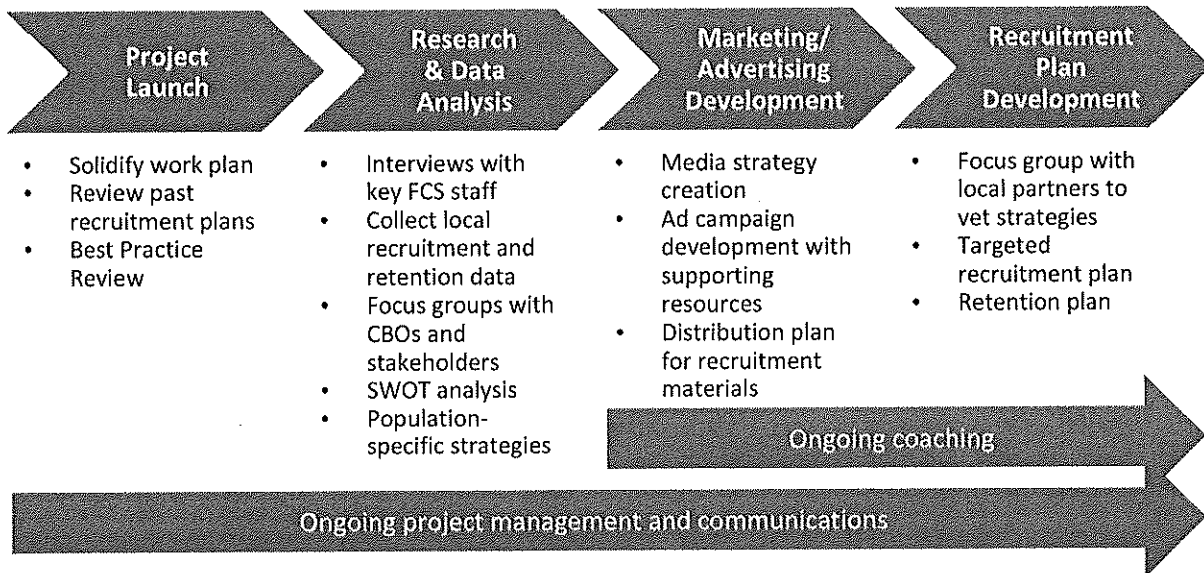 Project
Launch
Research
& Data
Analysis
Marketing/
Advertising
Development
Recruitment
Plan
Development
• Solidify work plan
• Review past
recruitment plans
• Best Practice
Review
• Interviews with
key FCS staff
• Collect local
recruitment and
retention data
• Focus groups with
CBOs and
stakeholders
• SWOT analysis
• Population-
specific strategies
• Media strategy
creation
• Ad campaign
development with
supporting
resources
• Distribution plan
for recruitment
materials
• Focus group with
local partners to
vet strategies
• Targeted
recruitment plan
• Retention plan
Ongoing coaching
Ongoing project management and communications